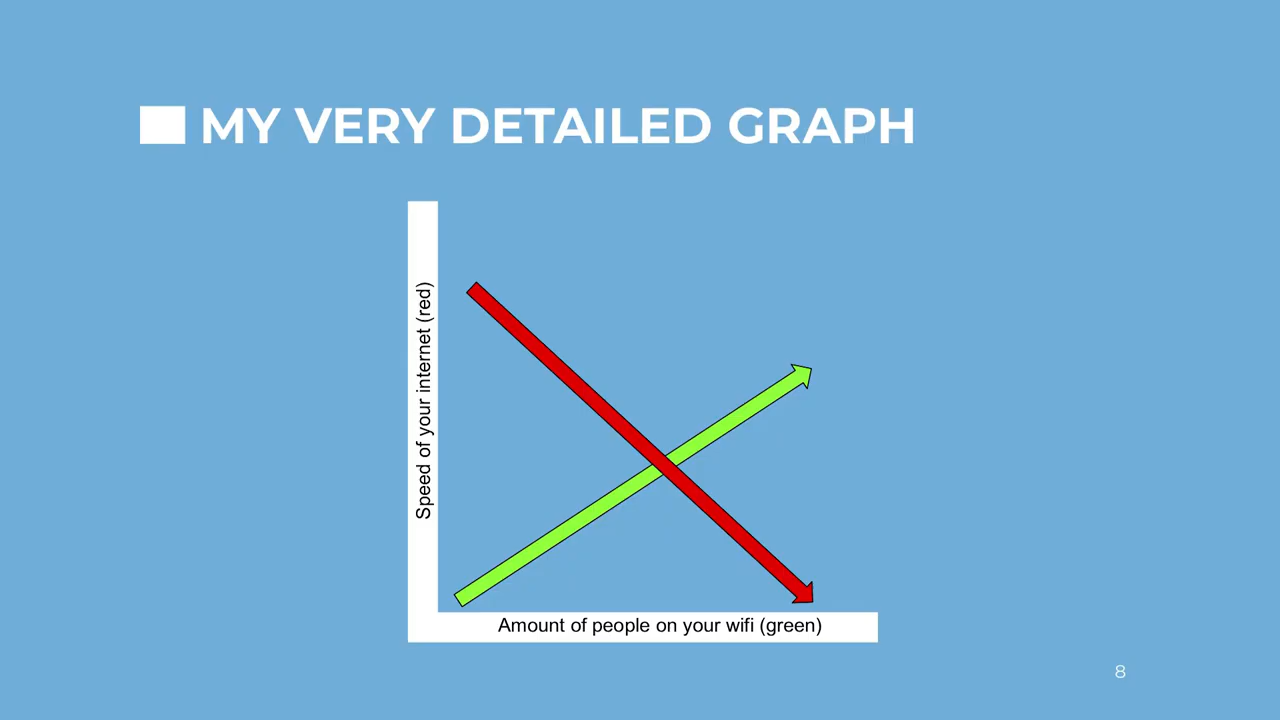 MY VERY DETAILED GRAPH
Speed of your internet (red)
Amount of people on your wifi (green)
8